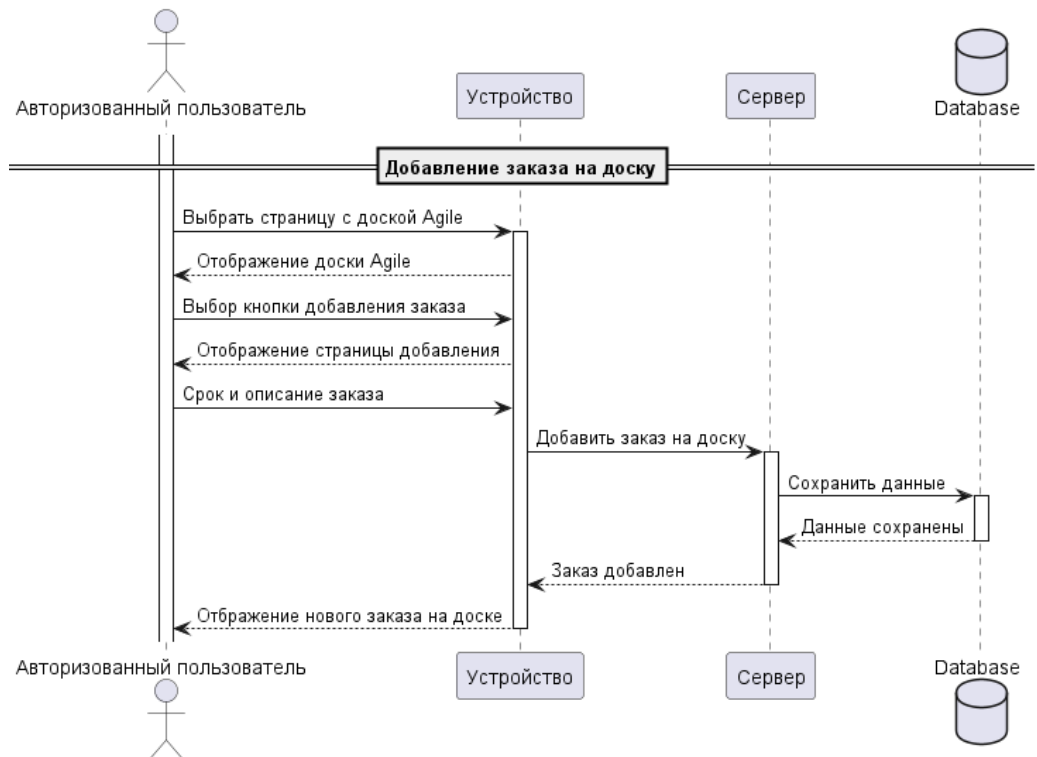 Авторизованный пользователь
Устройство
Сервер
Database
Добавление заказа на доску
Выбрать страницу с доской Agile
Отображение доски Agile
Выбор кнопки добавления заказа
Отображение страницы добавления
Срок и описание заказа
Добавить заказ на доску
Сохранить данные
Данные сохранены
Заказ добавлен
Отбражение нового заказа на доске
Авторизованный пользователь
Устройство
Сервер
Database